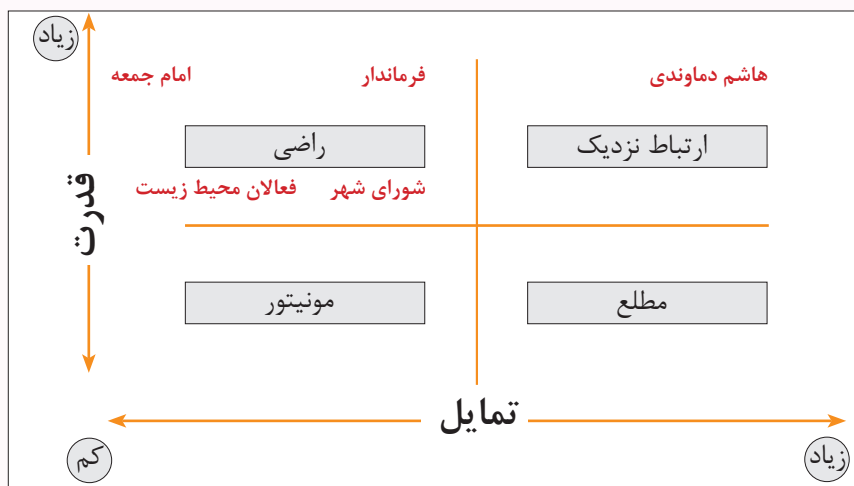 زیاد
هاشم دماوندی فرماندار امام جمعه
ارتباط نزدیک راضی
شورای شهر فعالان محیط زیست
قدرت
مطلع مونیتور
تمایل
زیاد کم